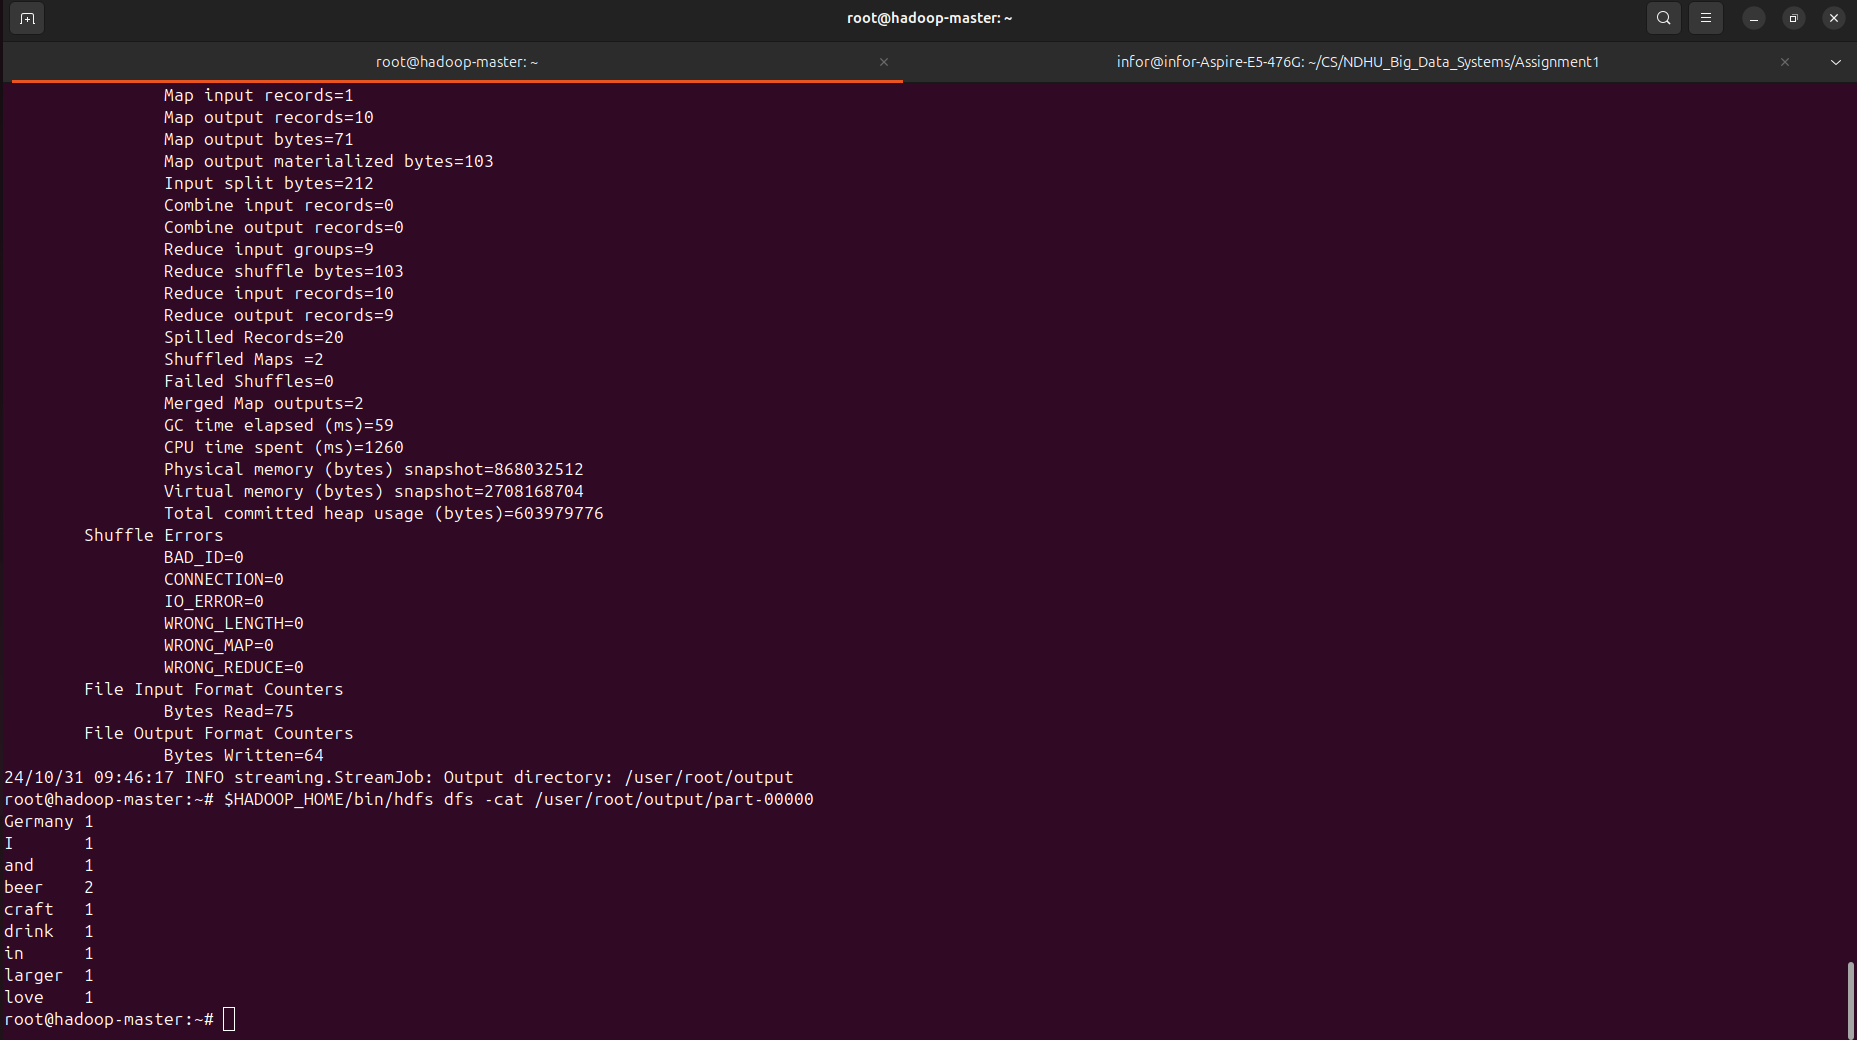 root@hadoop-master: ~
root@hadoop-master: ~
infor@infor-Aspire-E5-476G: ~/CS/NDHU_Big_Data_Systems/Assignment1
Map input records=1
Map output records=10
Map output bytes=71
Map output materialized bytes=103
Input split bytes=212
Combine input records=0
Combine output records=0
Reduce input groups=9
Reduce shuffle bytes=103
Reduce input records=10
Reduce output records=9
Spilled Records=20
Shuffled Maps =2
Failed Shuffles=0
Merged Map outputs=2
GC time elapsed (ms)=59
CPU time spent (ms)=1260
Physical memory (bytes) snapshot=868032512
Virtual memory (bytes) snapshot=2708168704
Total committed heap usage (bytes)=603979776
Shuffle Errors
BAD_ID=0
CONNECTION=0
IO_ERROR=0
WRONG_LENGTH=0
WRONG_MAP=0
WRONG_REDUCE=0
File Input Format Counters
Bytes Read=75
File Output Format Counters
Bytes Written=64
24/10/31 09:46:17 INFO streaming.StreamJob: Output directory: /user/root/output
root@hadoop-master:~# $HADOOP_HOME/bin/hdfs dfs -cat /user/root/output/part-00000
Germany 1
I 1
and 1
beer 2
craft 1
drink 1
in 1
larger 1
love 1
root@hadoop-master:~#